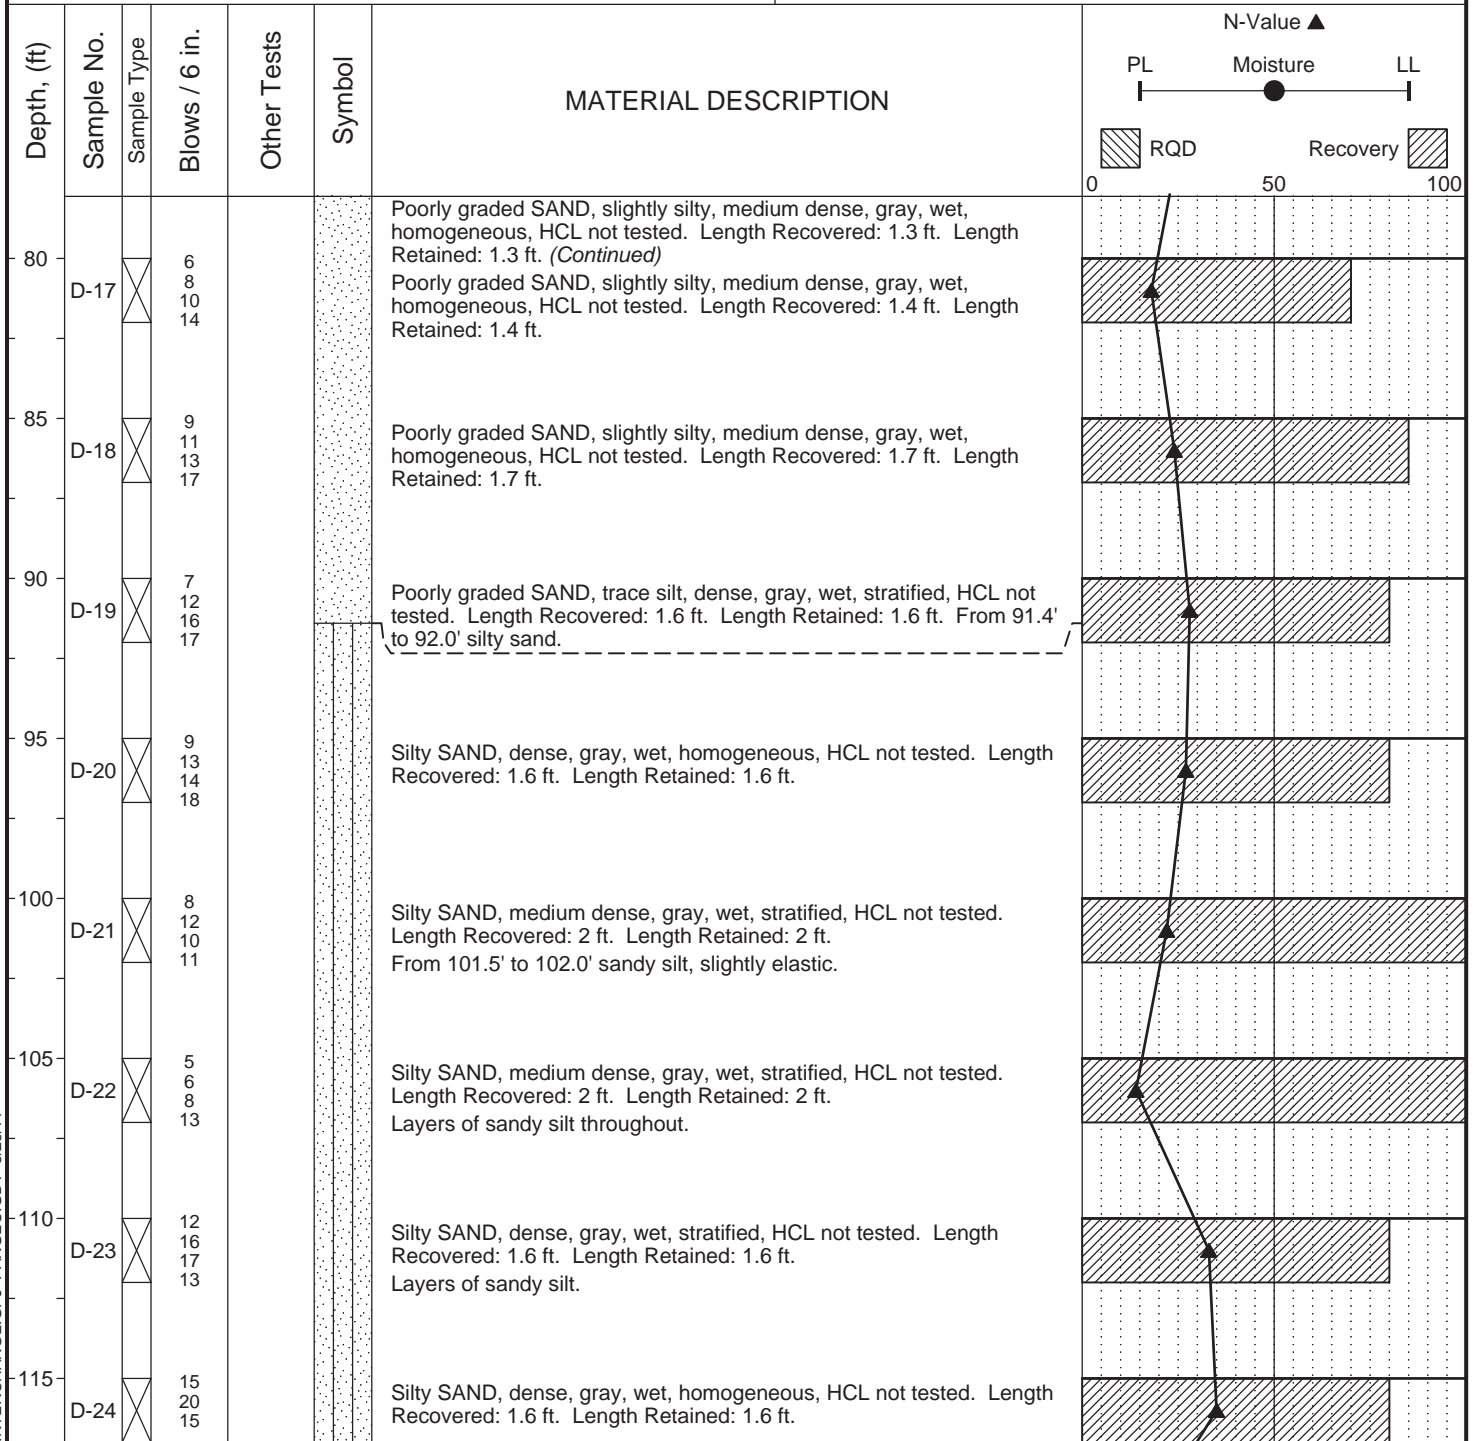 Depth, (ft)
Sample No.
Sample Type
Blows / 6 in.
Other Tests
Symbol
MATERIAL DESCRIPTION
N-Value
PL Moisture LL
RQD Recovery
0 50 100
Poorly graded SAND, slightly silty, medium dense, gray, wet,
homogeneous, HCL not tested. Length Recovered: 1.3 ft. Length
Retained: 1.3 ft. (Continued)
80
D-17
6
8
10
14
Poorly graded SAND, slightly silty, medium dense, gray, wet,
homogeneous, HCL not tested. Length Recovered: 1.4 ft. Length
Retained: 1.4 ft.
85
D-18
9
11
13
17
Poorly graded SAND, slightly silty, medium dense, gray, wet,
homogeneous, HCL not tested. Length Recovered: 1.7 ft. Length
Retained: 1.7 ft.
90
D-19
7
12
16
17
Poorly graded SAND, trace silt, dense, gray, wet, stratified, HCL not
tested. Length Recovered: 1.6 ft. Length Retained: 1.6 ft. From 91.4'
to 92.0' silty sand.
95
D-20
9
13
14
18
Silty SAND, dense, gray, wet, homogeneous, HCL not tested. Length
Recovered: 1.6 ft. Length Retained: 1.6 ft.
100
D-21
8
12
10
11
Silty SAND, medium dense, gray, wet, stratified, HCL not tested.
Length Recovered: 2 ft. Length Retained: 2 ft.
From 101.5' to 102.0' sandy silt, slightly elastic.
105
D-22
5
6
8
13
Silty SAND, medium dense, gray, wet, stratified, HCL not tested.
Length Recovered: 2 ft. Length Retained: 2 ft.
Layers of sandy silt throughout.
110
D-23
12
16
17
13
Silty SAND, dense, gray, wet, stratified, HCL not tested. Length
Recovered: 1.6 ft. Length Retained: 1.6 ft.
Layers of sandy silt.
115
D-24
15
20
15
Silty SAND, dense, gray, wet, homogeneous, HCL not tested. Length
Recovered: 1.6 ft. Length Retained: 1.6 ft.